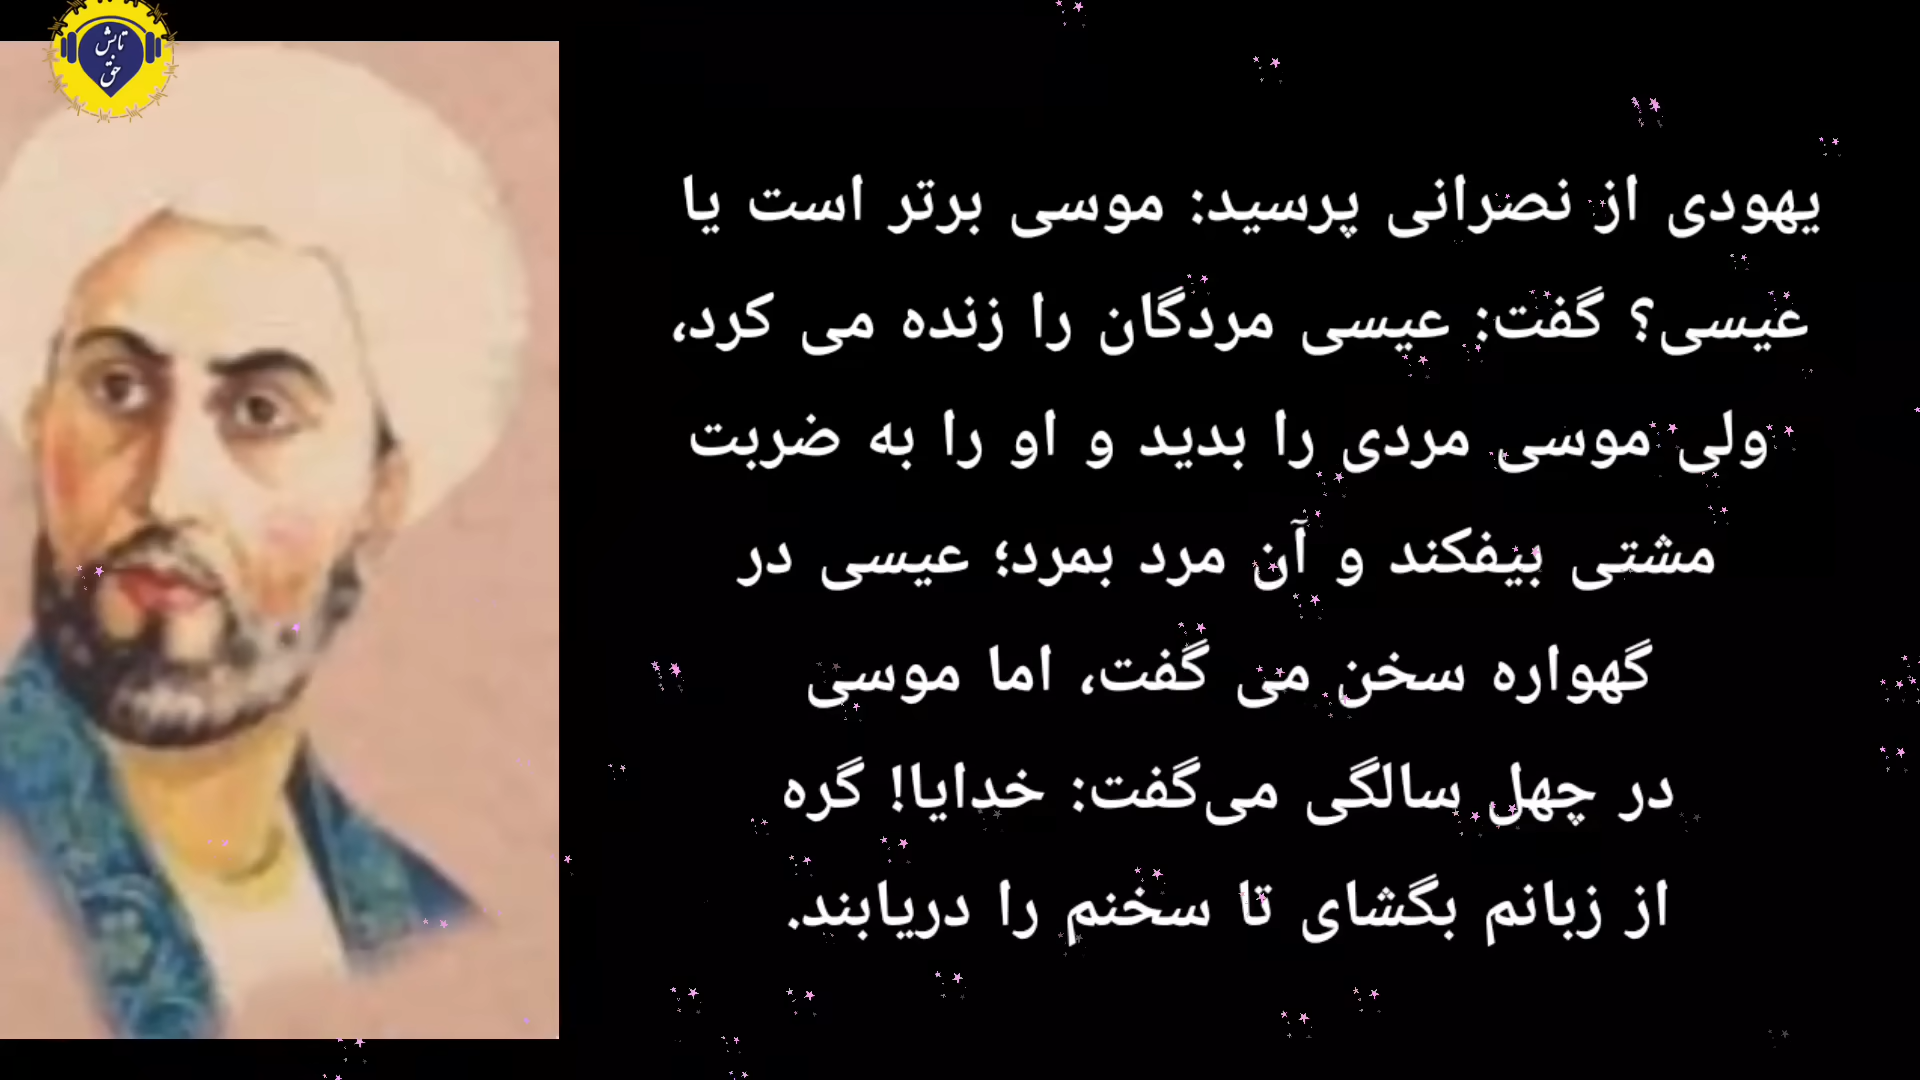 تابش
حق
یهودی از نصرانی پرسید: موسی برتر است یا
عیسی؟ گفت: عیسی مردگان را زنده می کرد،
ولی موسی مردی را بدید و او را به ضربت
مشتی بیفکند و آن مرد بمرد؛ عیسی در
گهواره سخن می گفت، اما موسی
در چهل سالگی می‌گفت: خدایا! گره
از زبانم بگشای تا سخنم را دریابند.